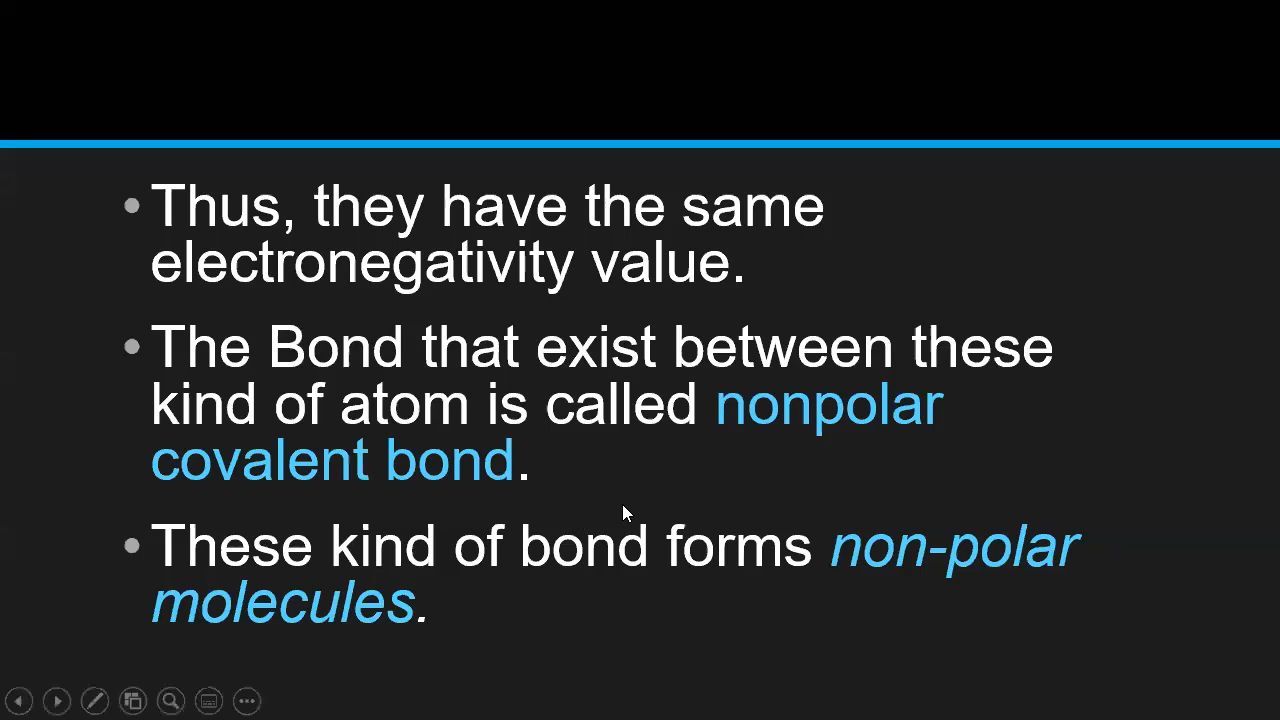 • Thus, they have the same
electronegativity value.
• The Bond that exist between these
kind of atom is called nonpolar
covalent bond.
• These kind of bond forms non-polar
molecules.